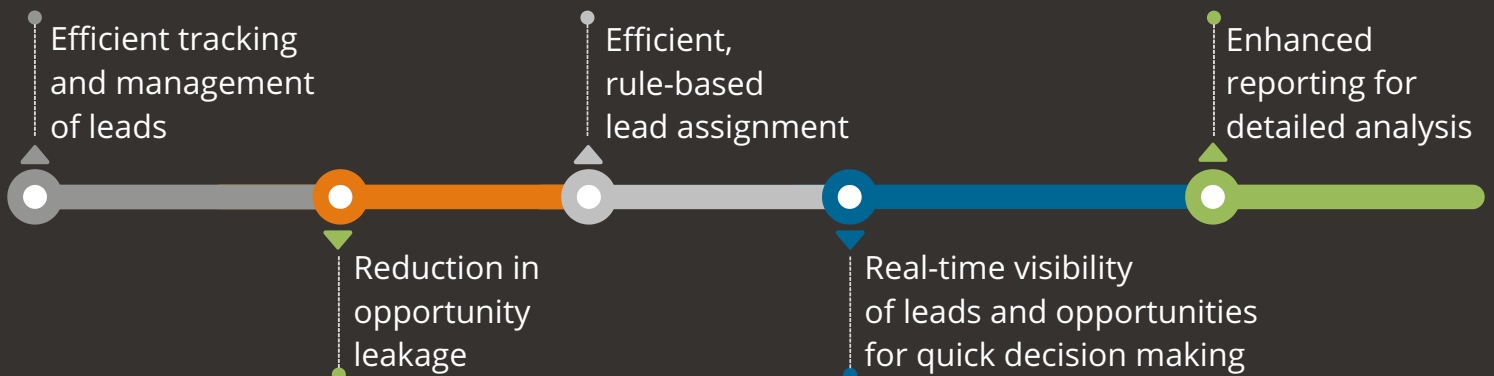 Efficient tracking
and management
of leads
Reduction in
opportunity
leakage
Efficient,
rule-based
lead assignment
Real-time visibility
of leads and opportunities
for quick decision making
Enhanced
reporting for
detailed analysis